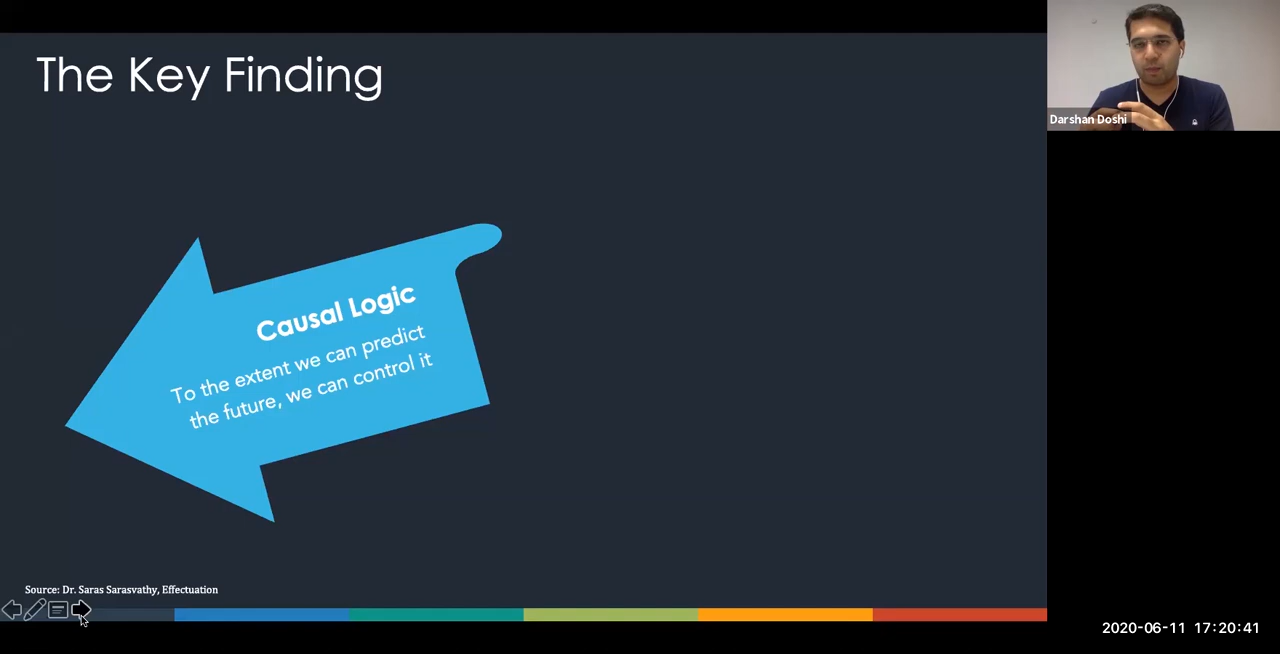 The Key Finding
Darshan Doshi
Causal Logic
To the extent we can predict
the future, we can control it
Source: Dr. Saras Sarasvathy, Effectuation
2020-06-11 17:20:41